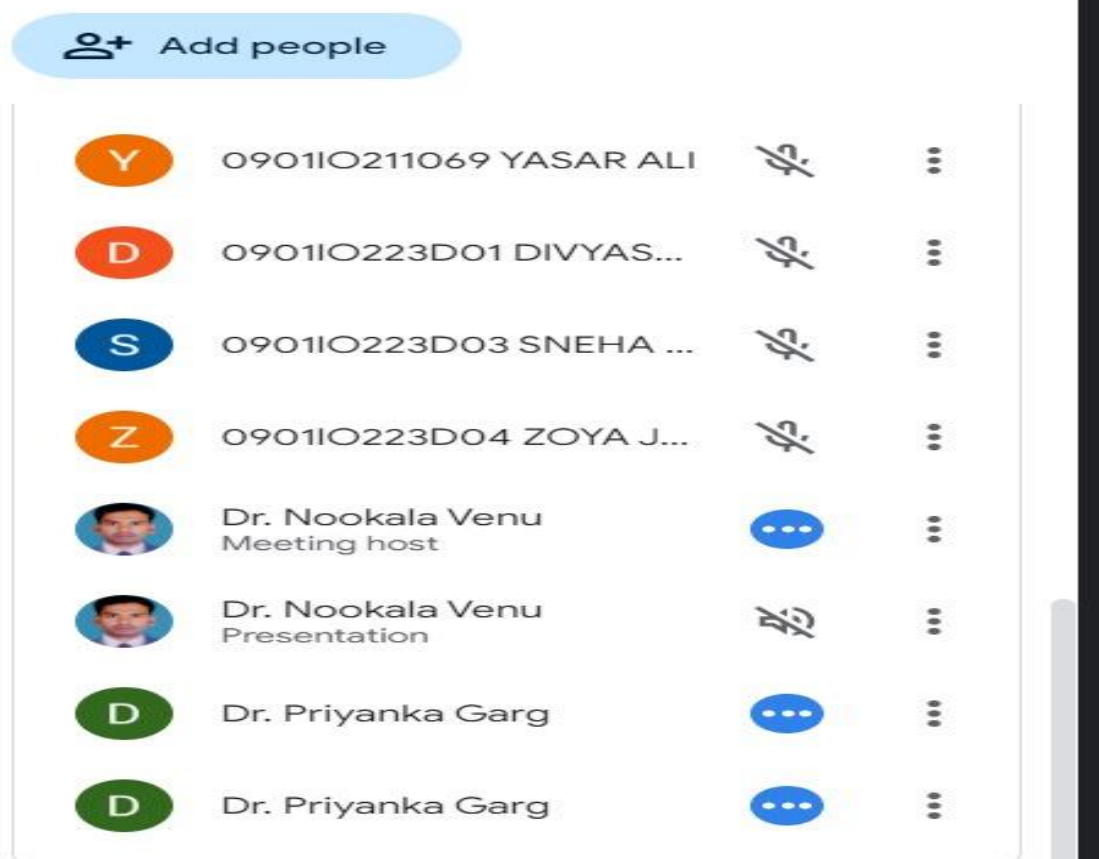 Add people
Y 0901IO211069 YASAR ALI
D 0901IO223D01 DIVYAS...
S 0901IO223D03 SNEHA ...
Z 0901IO223D04 ZOYA J...
Dr. Nookala Venu
Meeting host
Dr. Nookala Venu
Presentation
D Dr. Priyanka Garg
D Dr. Priyanka Garg